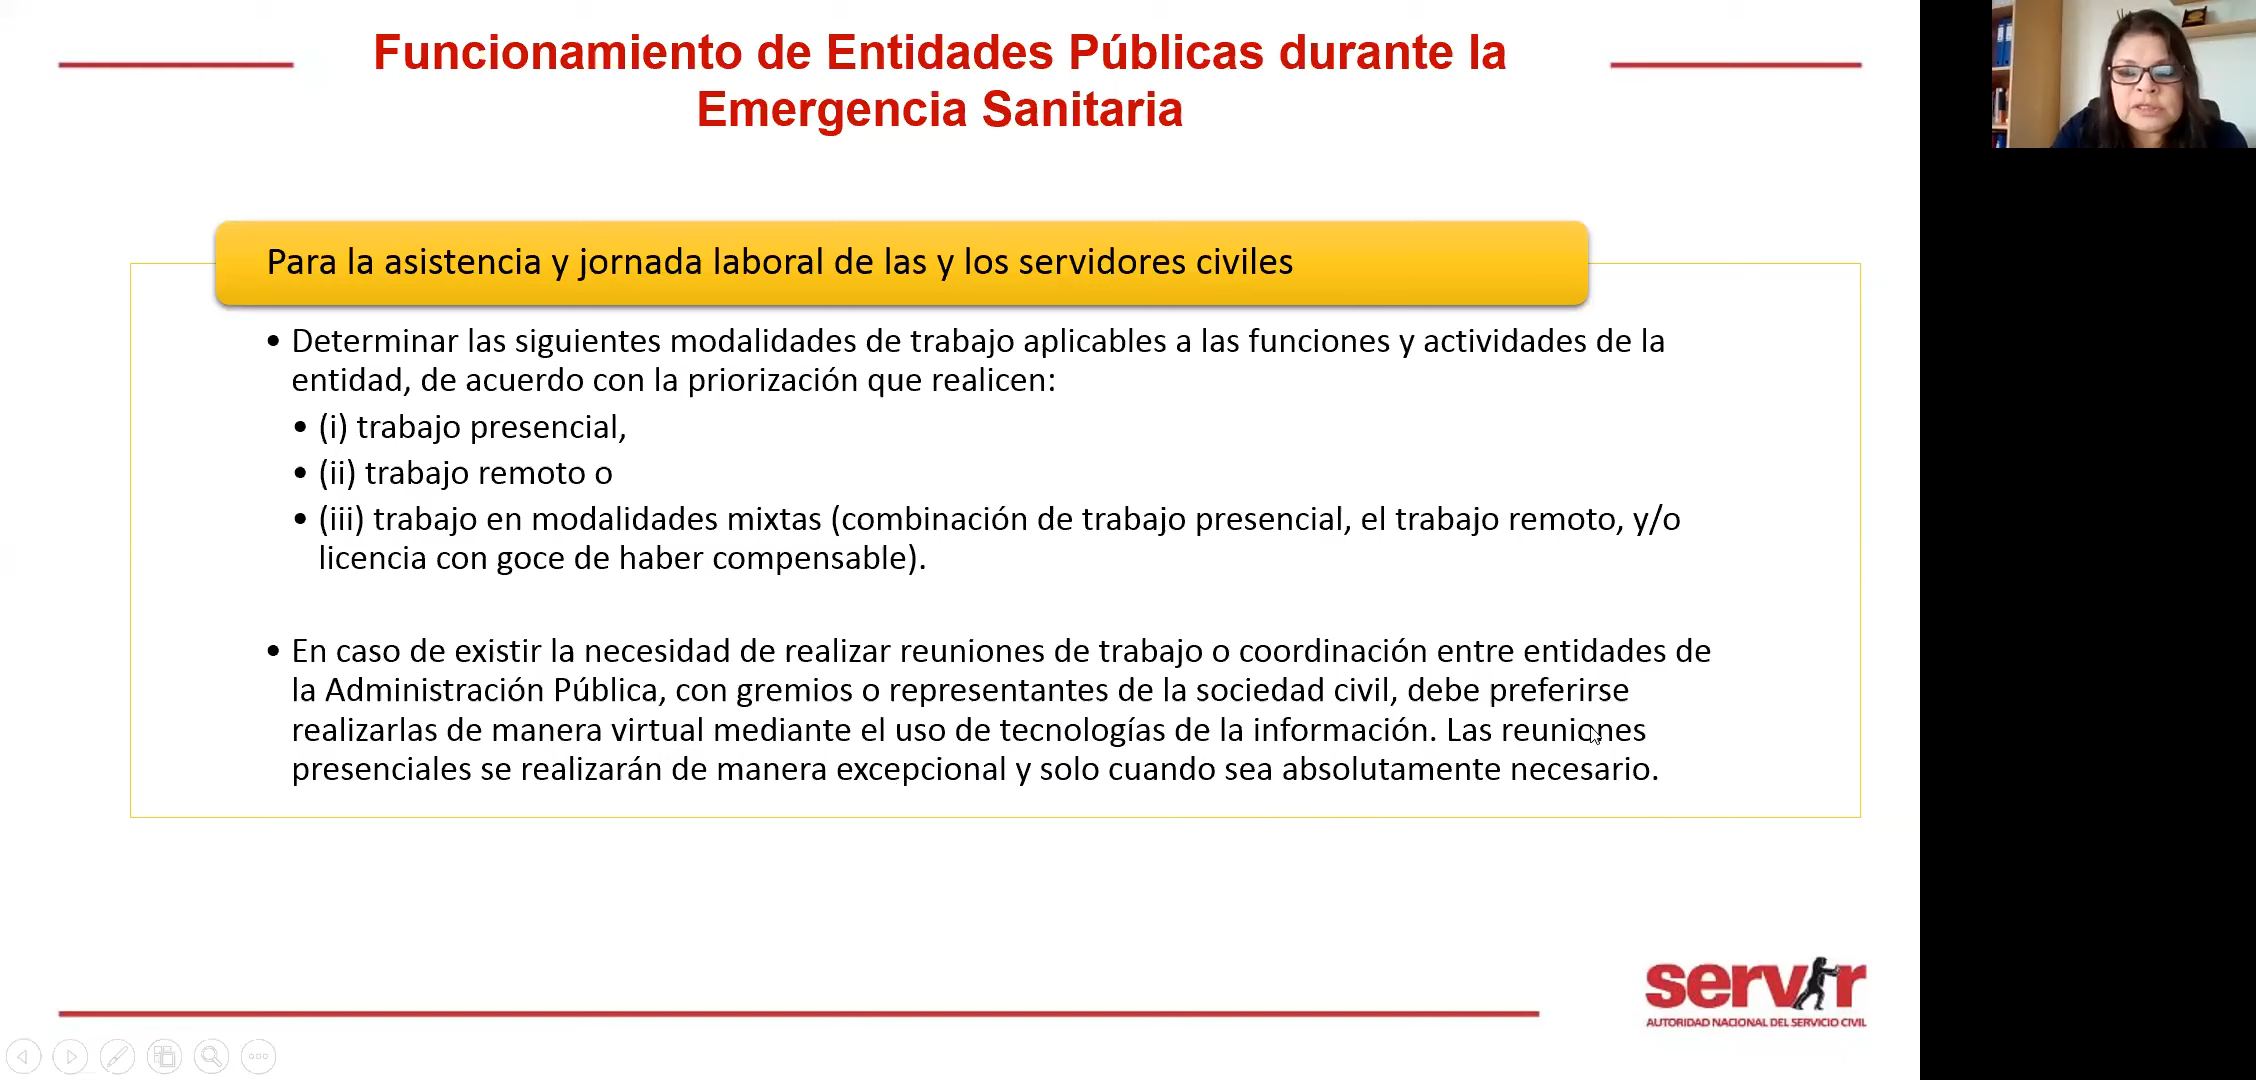 Funcionamiento de Entidades Públicas durante la
Emergencia Sanitaria
Para la asistencia y jornada laboral de las y los servidores civiles
• Determinar las siguientes modalidades de trabajo aplicables a las funciones y actividades de la
entidad, de acuerdo con la priorización que realicen:
• (i) trabajo presencial,
• (ii) trabajo remoto o
• (iii) trabajo en modalidades mixtas (combinación de trabajo presencial, el trabajo remoto, y/o
licencia con goce de haber compensable).
• En caso de existir la necesidad de realizar reuniones de trabajo o coordinación entre entidades de
la Administración Pública, con gremios o representantes de la sociedad civil, debe preferirse
realizarlas de manera virtual mediante el uso de tecnologías de la información. Las reuniones
presenciales se realizarán de manera excepcional y solo cuando sea absolutamente necesario.
servir
AUTORIDAD NACIONAL DEL SERVICIO CIVIL